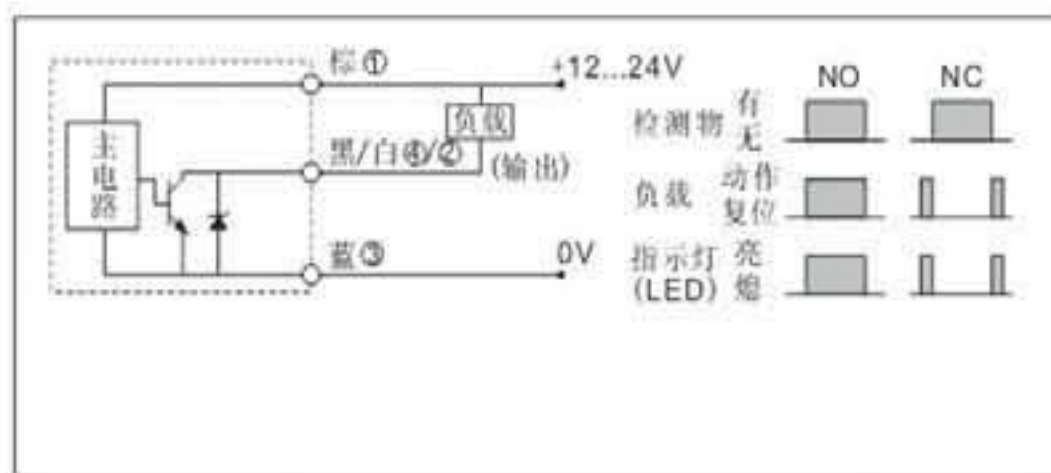 棕①
+12...24V
负载
黑/白④/②
(输出)
主电路
蓝③
0V
NO
NC
检测物 有
无
负载 动作
复位
指示灯 亮
(LED) 熄